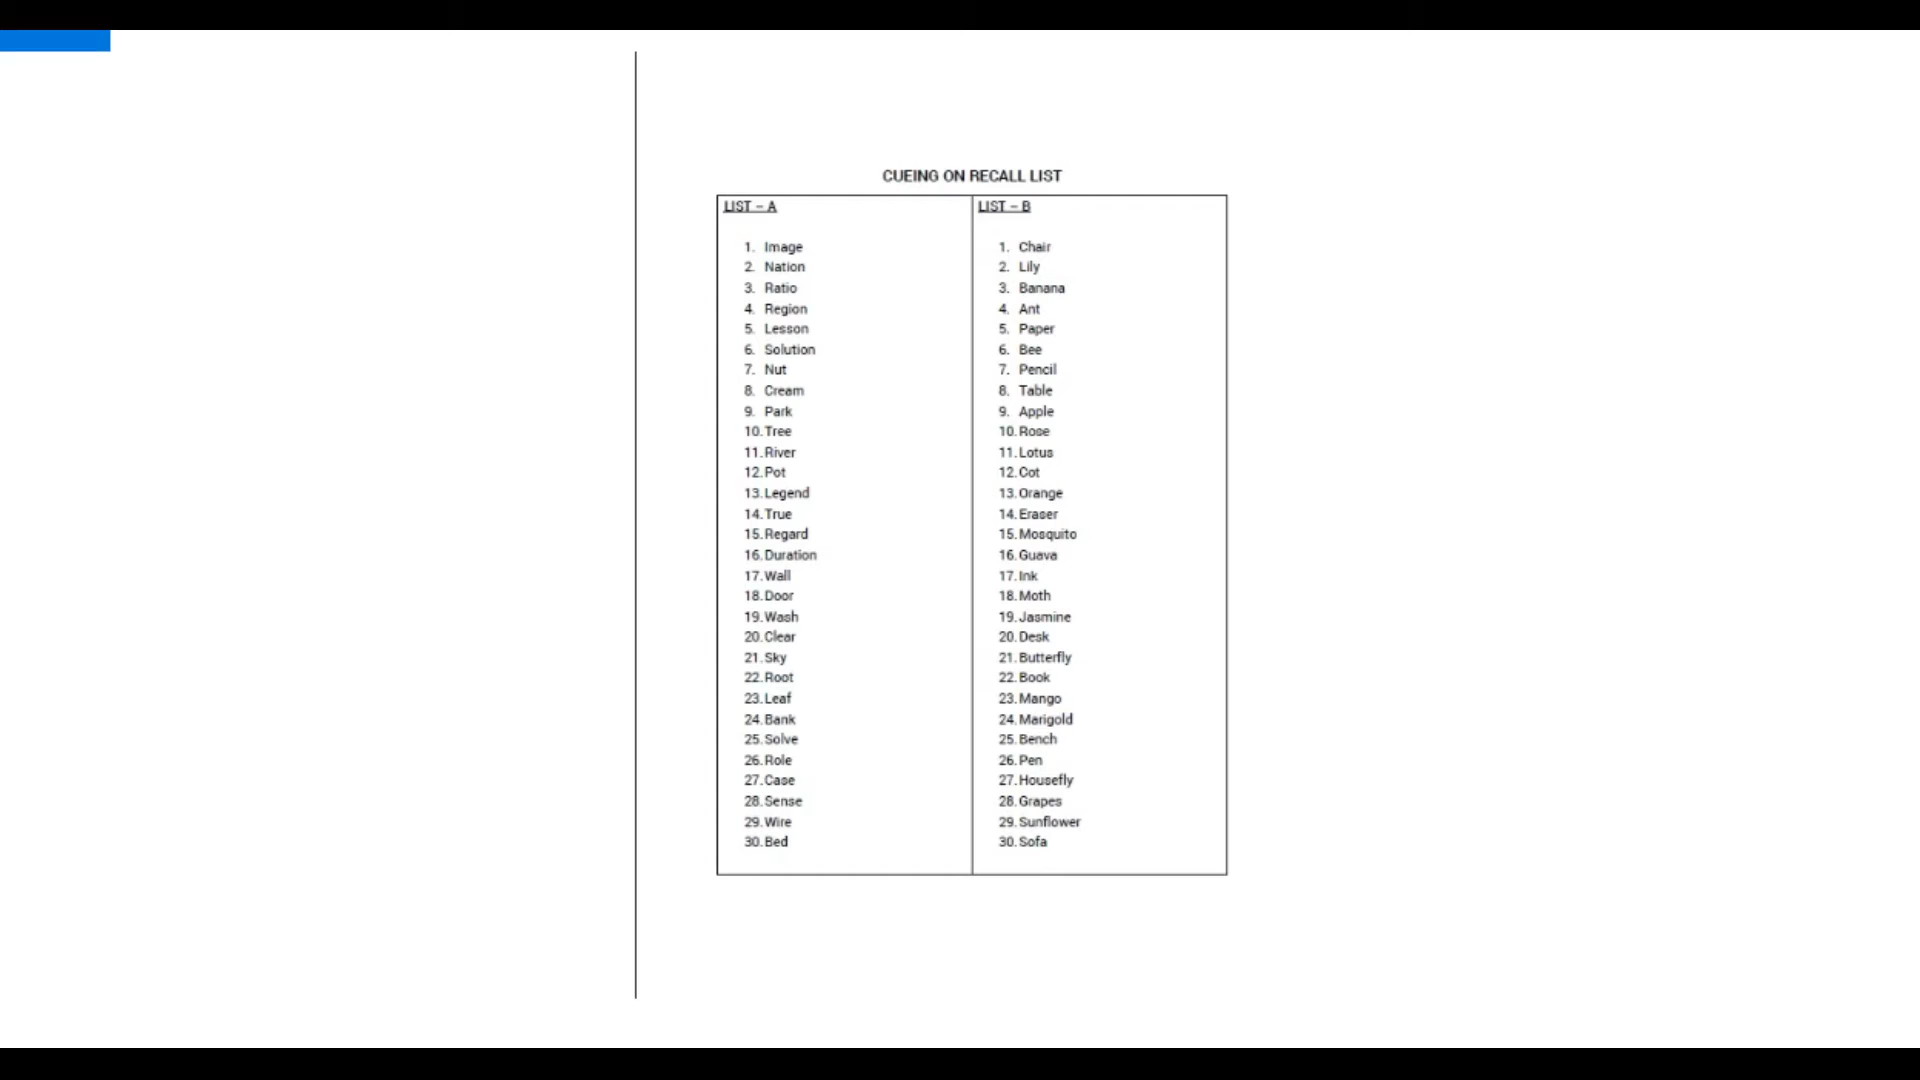 CUEING ON RECALL LIST
LIST – A
1. Image
2. Nation
3. Ratio
4. Region
5. Lesson
6. Solution
7. Nut
8. Cream
9. Park
10. Tree
11. River
12. Pot
13. Legend
14. True
15. Regard
16. Duration
17. Wall
18. Door
19. Wash
20. Clear
21. Sky
22. Root
23. Leaf
24. Bank
25. Solve
26. Role
27. Case
28. Sense
29. Wire
30. Bed
LIST – B
1. Chair
2. Lily
3. Banana
4. Ant
5. Paper
6. Bee
7. Pencil
8. Table
9. Apple
10. Rose
11. Lotus
12. Cot
13. Orange
14. Eraser
15. Mosquito
16. Guava
17. Ink
18. Moth
19. Jasmine
20. Desk
21. Butterfly
22. Book
23. Mango
24. Marigold
25. Bench
26. Pen
27. Housefly
28. Grapes
29. Sunflower
30. Sofa